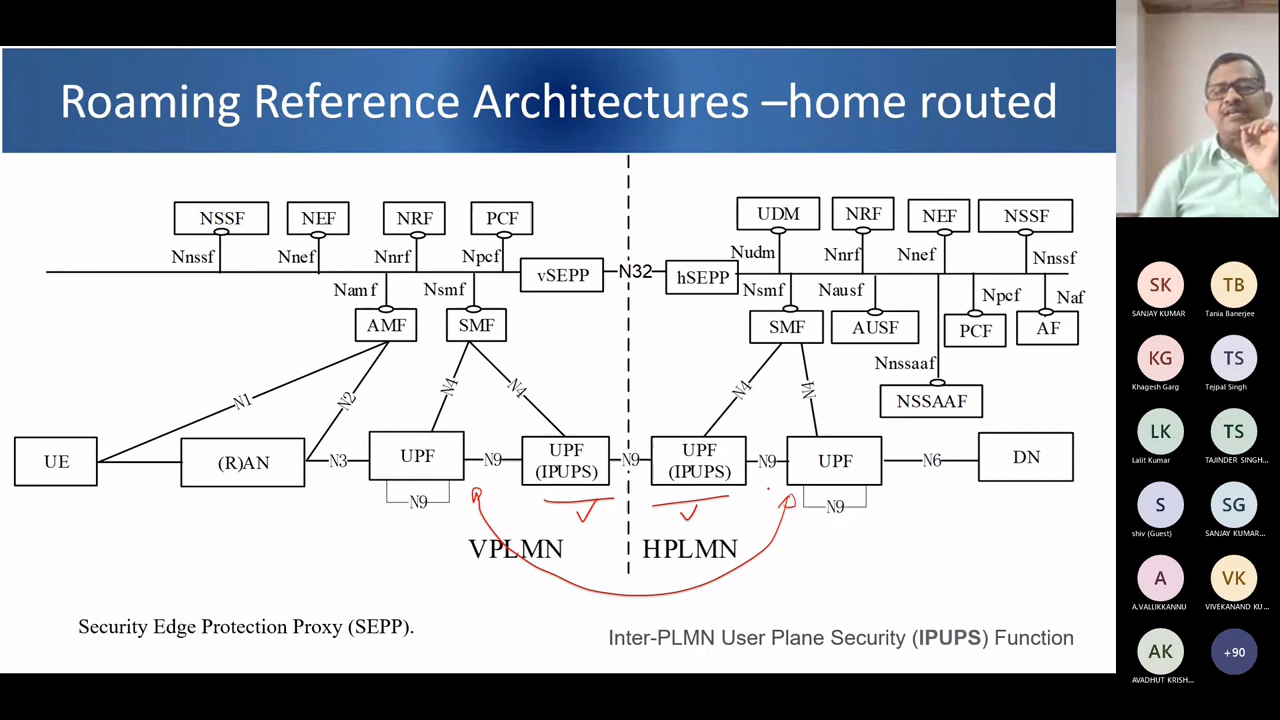 Roaming Reference Architectures –home routed
NSSF
NEF
NRF
PCF
Nnssf
Nnef
Nnrf
Npcf
vSEPP
N32
hSEPP
UDM
NRF
NEF
NSSF
Nudm
Nnrf
Nnef
Nnssf
Namf
Nsmf
AMF
SMF
Nsmf
Nausf
Npcf
Naf
SMF
AUSF
PCF
AF
Nnssaaf
NSSAAF
N1
N2
N4
N4
N4
N4
UE
(R)AN
N3
UPF
N9
UPF
(IPUPS)
N9
UPF
(IPUPS)
N9
UPF
N6
DN
N9
N9
VPLMN
HPLMN
Security Edge Protection Proxy (SEPP).
Inter-PLMN User Plane Security (IPUPS) Function
SK
SANJAY KUMAR
TB
Tania Banerjee
KG
Khagesh Garg
TS
Tejpal Singh
LK
Lalit Kumar
TS
TAJINDER SINGH...
S
shiv (Guest)
SG
SANJAY KUMAR...
A
A.VALLIKKANNU
VK
VIVEKANAND KU...
AK
AVADHUT KRISH...
+90